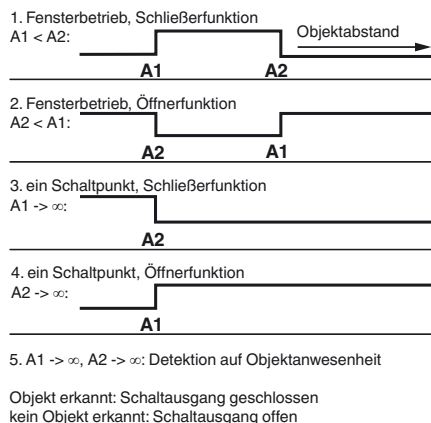 1. Fensterbetrieb, Schließerfunktion
A1 < A2:
Objektabstand
A1 A2
2. Fensterbetrieb, Öffnerfunktion
A2 < A1:
A2 A1
3. ein Schaltpunkt, Schließerfunktion
A1 -> ∞:
A2
4. ein Schaltpunkt, Öffnerfunktion
A2 -> ∞:
A1
5. A1 -> ∞, A2 -> ∞: Detektion auf Objektanwesenheit
Objekt erkannt: Schaltausgang geschlossen
kein Objekt erkannt: Schaltausgang offen